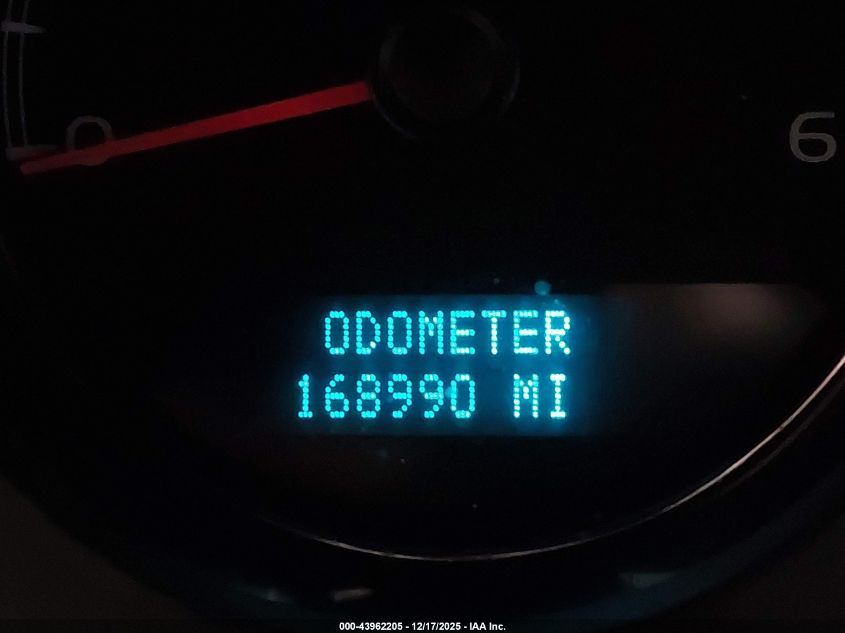 0
6
ODOMETER
168990 MI
000-43962205 - 12/17/2025 - IAA Inc.